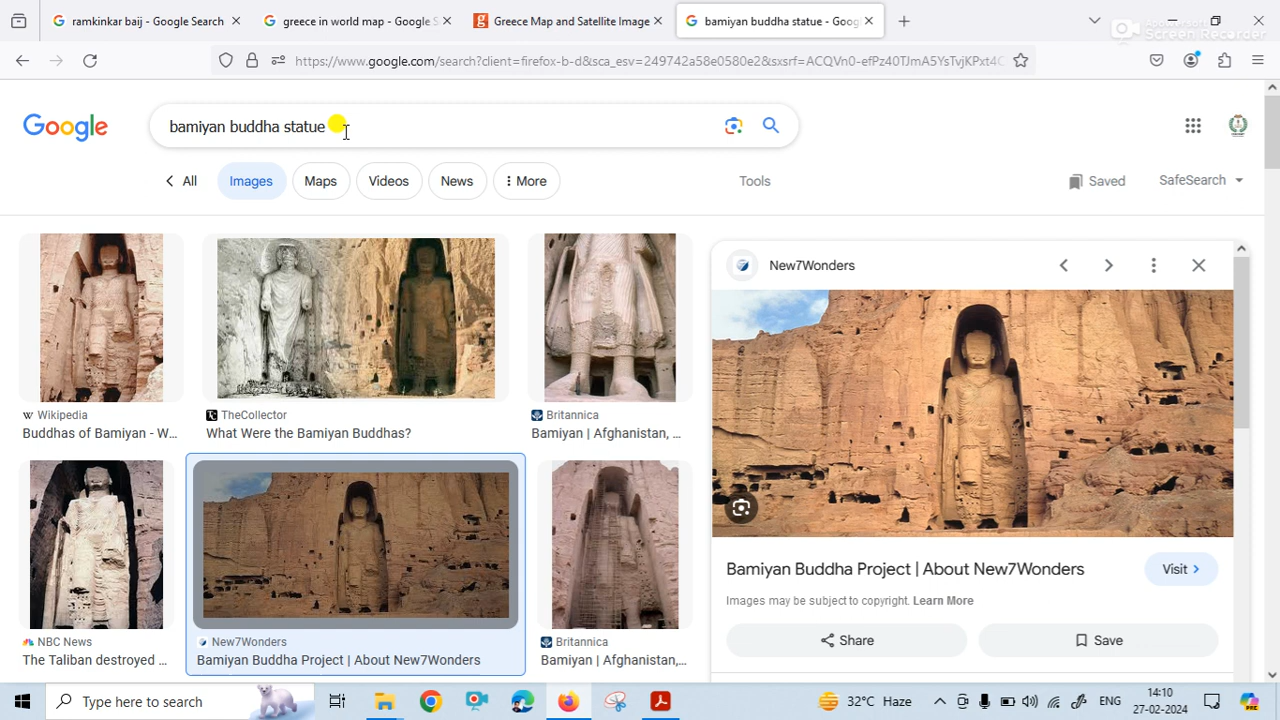 ramkinkar baij - Google Search
greece in world map - Google S
Greece Map and Satellite Image
bamiyan buddha statue - Goog
Screen Recorder
https://www.google.com/search?client=firefox-b-d&sca_esv=249742a58e0580e2&sxsrf=ACQVn0-efPz40TJmA5YsTvjKPxt4C
Google
bamiyan buddha statue
All
Images
Maps
Videos
News
More
Tools
Saved
SafeSearch
New7Wonders
W Wikipedia
Buddhas of Bamiyan - W...
TheCollector
What Were the Bamiyan Buddhas?
Britannica
Bamiyan | Afghanistan, ...
NBC News
The Taliban destroyed ...
New7Wonders
Bamiyan Buddha Project | About New7Wonders
Britannica
Bamiyan | Afghanistan,...
Bamiyan Buddha Project | About New7Wonders
Visit
Images may be subject to copyright. Learn More
Share
Save
Type here to search
33°C Haze
ENG
14:10
27-02-2024